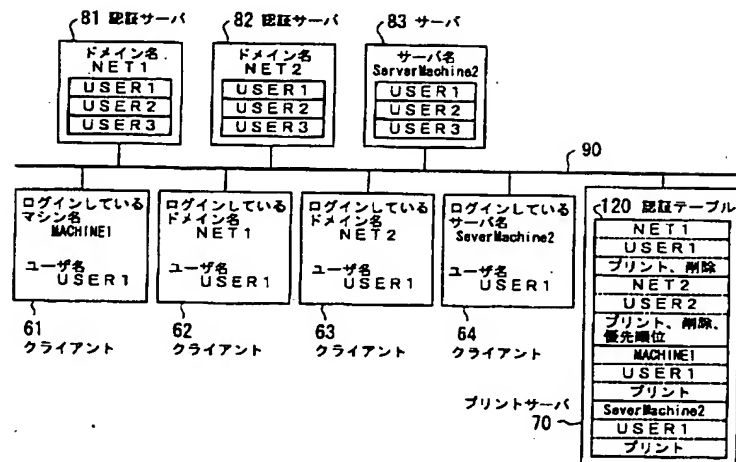 81 認証サーバ
82 認証サーバ
83 サーバ
ドメイン名
NET1
USER1
USER2
USER3
ドメイン名
NET2
USER1
USER2
USER3
サーバ名
ServerMachine2
USER1
USER2
USER3
90
ログインしている
マシン名
MACHINE1
ユーザ名
USER1
61
クライアント
ログインしている
ドメイン名
NET1
ユーザ名
USER1
62
クライアント
ログインしている
ドメイン名
NET2
ユーザ名
USER1
63
クライアント
ログインしている
サーバ名
SeverMachine2
ユーザ名
USER1
64
クライアント
120 認証テーブル
NET1
USER1
プリント、削除
NET2
USER2
プリント、削除、
優先順位
MACHINE1
USER1
プリント
SeverMachine2
USER1
プリント
プリントサーバ
70